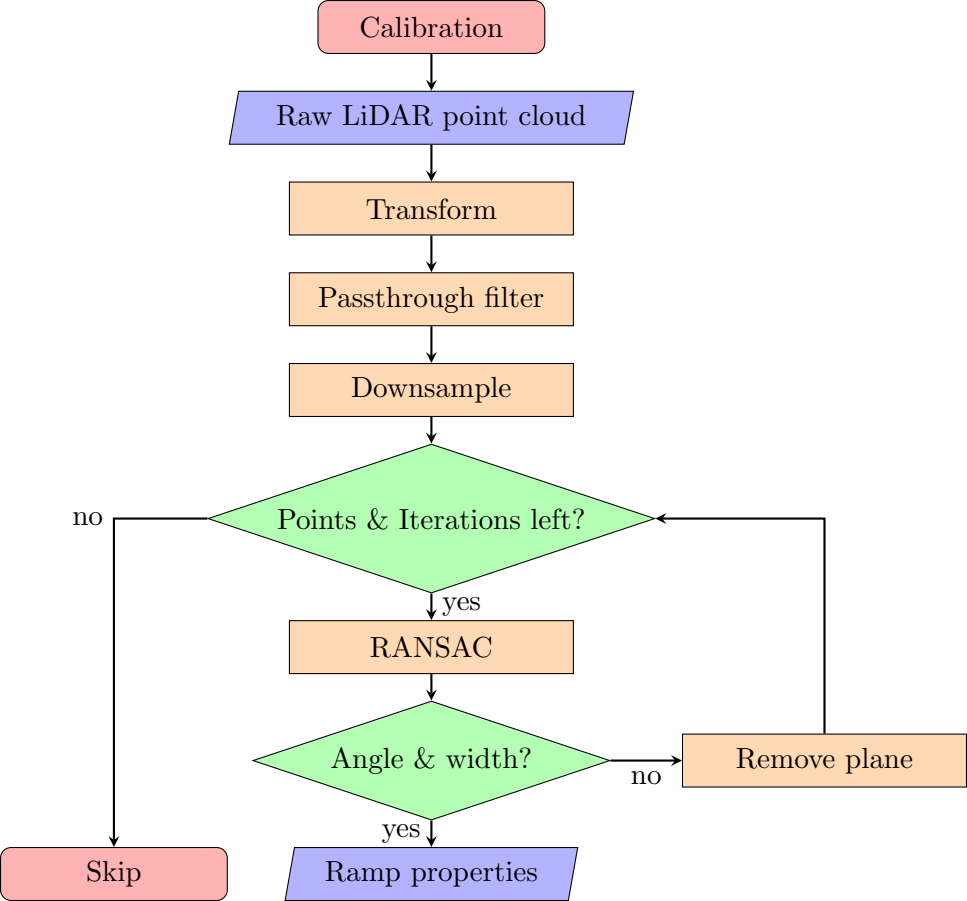 Calibration
Raw LiDAR point cloud
Transform
Passthrough filter
Downsample
no
Points & Iterations left?
yes
RANSAC
Angle & width?
no
Remove plane
yes
Skip
Ramp properties